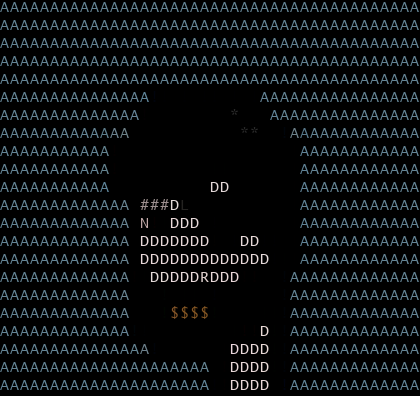 AAAAAAAAAAAAAAAAAAAAAAAAAAAAAAAAAAAAAAAAAA
AAAAAAAAAAAAAAAAAAAAAAAAAAAAAAAAAAAAAAAAAA
AAAAAAAAAAAAAAAAAAAAAAAAAAAAAAAAAAAAAAAAAA
AAAAAAAAAAAAAAAAAAAAAAAAAAAAAAAAAAAAAAAAAA
AAAAAAAAAAAAAAAAAAAAAAAAAAAAAAAAAAAAAAAAAA
AAAAAAAAAAAAAAA           AAAAAAAAAAAAAAAA
AAAAAAAAAAAAAA         *   AAAAAAAAAAAAAAA
AAAAAAAAAAAAA           **   AAAAAAAAAAAAA
AAAAAAAAAAA                   AAAAAAAAAAAA
AAAAAAAAAAA                   AAAAAAAAAAAA
AAAAAAAAAAA          DD       AAAAAAAAAAAA
AAAAAAAAAAAAA ###DL           AAAAAAAAAAAA
AAAAAAAAAAAAA N  DDD          AAAAAAAAAAAA
AAAAAAAAAAAAA DDDDDDD   DD    AAAAAAAAAAAA
AAAAAAAAAAAAA DDDDDDDDDDDDD   AAAAAAAAAAAA
AAAAAAAAAAAAA  DDDDDRDDD     AAAAAAAAAAAAA
AAAAAAAAAAAAA                AAAAAAAAAAAAA
AAAAAAAAAAAAA    $$$$        AAAAAAAAAAAAA
AAAAAAAAAAAAA             D  AAAAAAAAAAAAA
AAAAAAAAAAAAAAA        DDDD  AAAAAAAAAAAAA
AAAAAAAAAAAAAAAAAAAAA  DDDD  AAAAAAAAAAAAA
AAAAAAAAAAAAAAAAAAAAA  DDDD  AAAAAAAAAAAAA